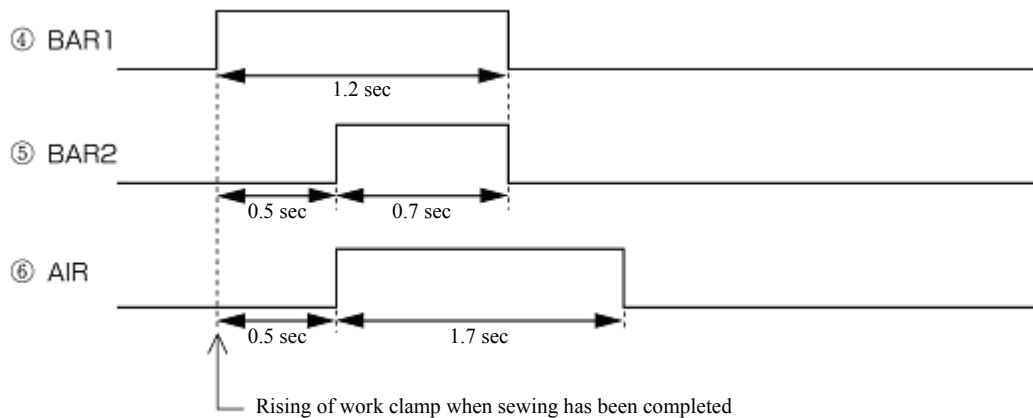 ④ BAR1
1.2 sec
⑤ BAR2
0.5 sec 0.7 sec
⑥ AIR
0.5 sec 1.7 sec
Rising of work clamp when sewing has been completed